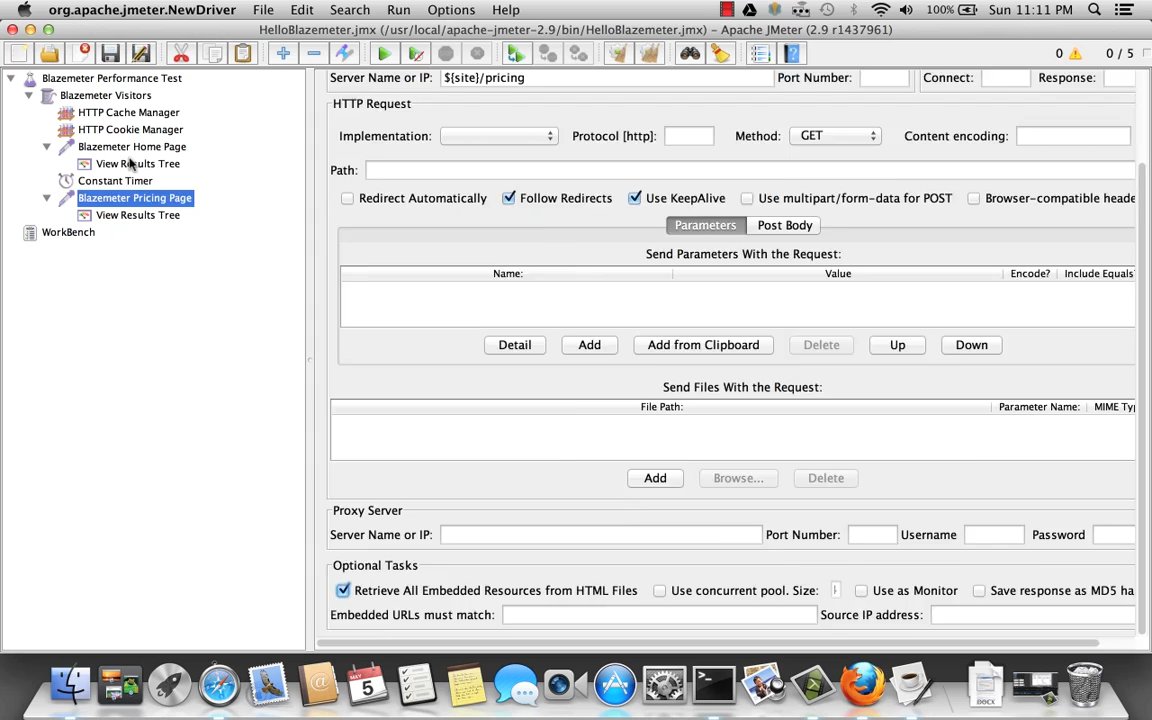 org.apache.jmeter.NewDriver File Edit Search Run Options Help 100% Sun 11:11 PM
HelloBlazemeter.jmx (/usr/local/apache-jmeter-2.9/bin/HelloBlazemeter.jmx) - Apache JMeter (2.9 r1437961)
0 0 / 5
Blazemeter Performance Test
Blazemeter Visitors
HTTP Cache Manager
HTTP Cookie Manager
Blazemeter Home Page
View Results Tree
Constant Timer
Blazemeter Pricing Page
View Results Tree
WorkBench
Server Name or IP: ${site}/pricing Port Number: Connect: Response:
HTTP Request
Implementation: Protocol [http]: Method: GET Content encoding:
Path:
Redirect Automatically Follow Redirects Use KeepAlive Use multipart/form-data for POST Browser-compatible heade
Parameters Post Body
Send Parameters With the Request:
Name: Value Encode? Include Equals?
Detail Add Add from Clipboard Delete Up Down
Send Files With the Request:
File Path: Parameter Name: MIME Typ
Add Browse... Delete
Proxy Server
Server Name or IP: Port Number: Username Password
Optional Tasks
Retrieve All Embedded Resources from HTML Files Use concurrent pool. Size: Use as Monitor Save response as MD5 ha
Embedded URLs must match: Source IP address:
MAY
5
DOCX